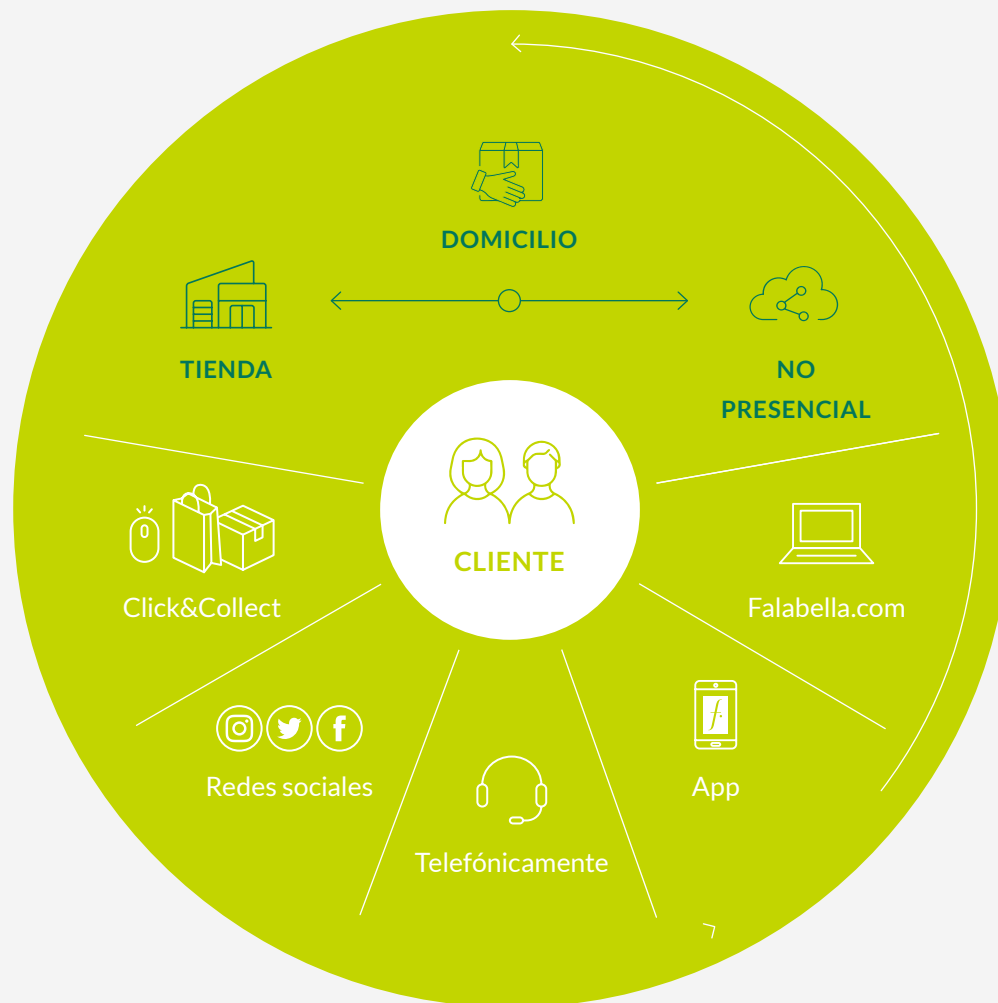 DOMICILIO
TIENDA
NO
PRESENCIAL
CLIENTE
Click&Collect
Falabella.com
Redes sociales
App
Telefónicamente